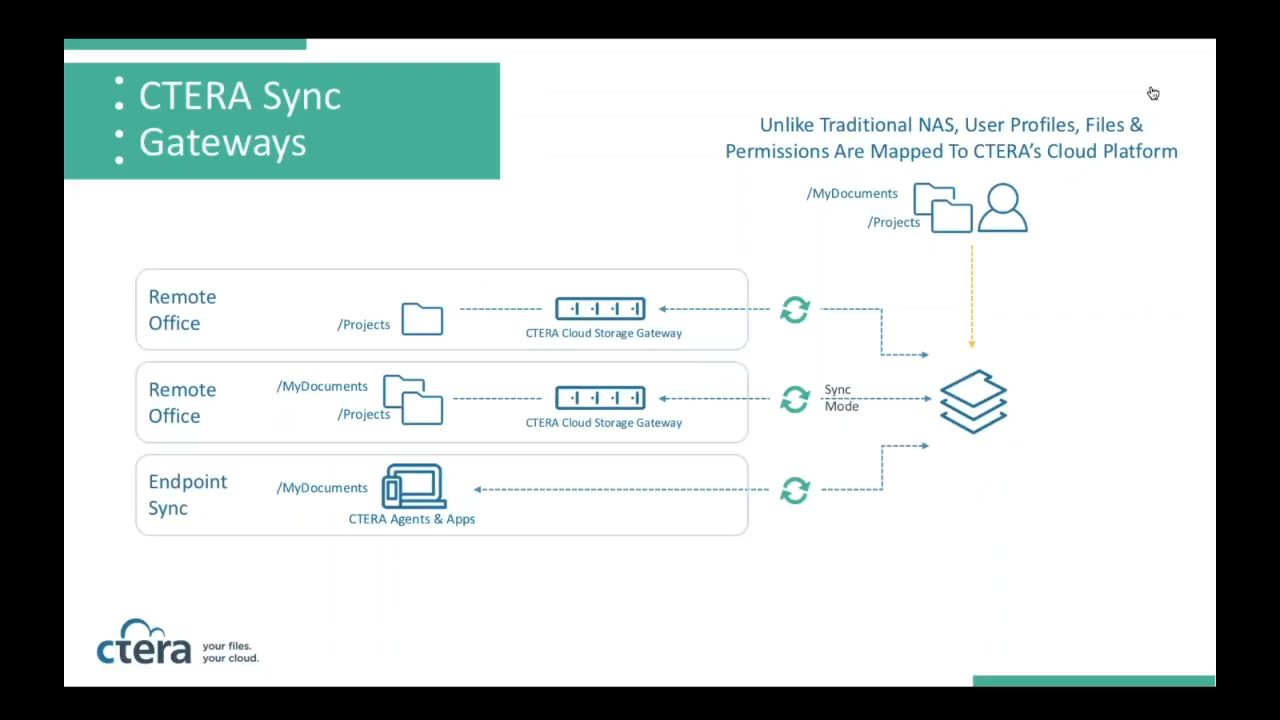 CTERA Sync
Gateways
Unlike Traditional NAS, User Profiles, Files &
Permissions Are Mapped To CTERA's Cloud Platform
/MyDocuments
/Projects
Remote
Office
/Projects
CTERA Cloud Storage Gateway
Remote
Office
/MyDocuments
/Projects
CTERA Cloud Storage Gateway
Sync
Mode
Endpoint
Sync
/MyDocuments
CTERA Agents & Apps
ctera
your files.
your cloud.